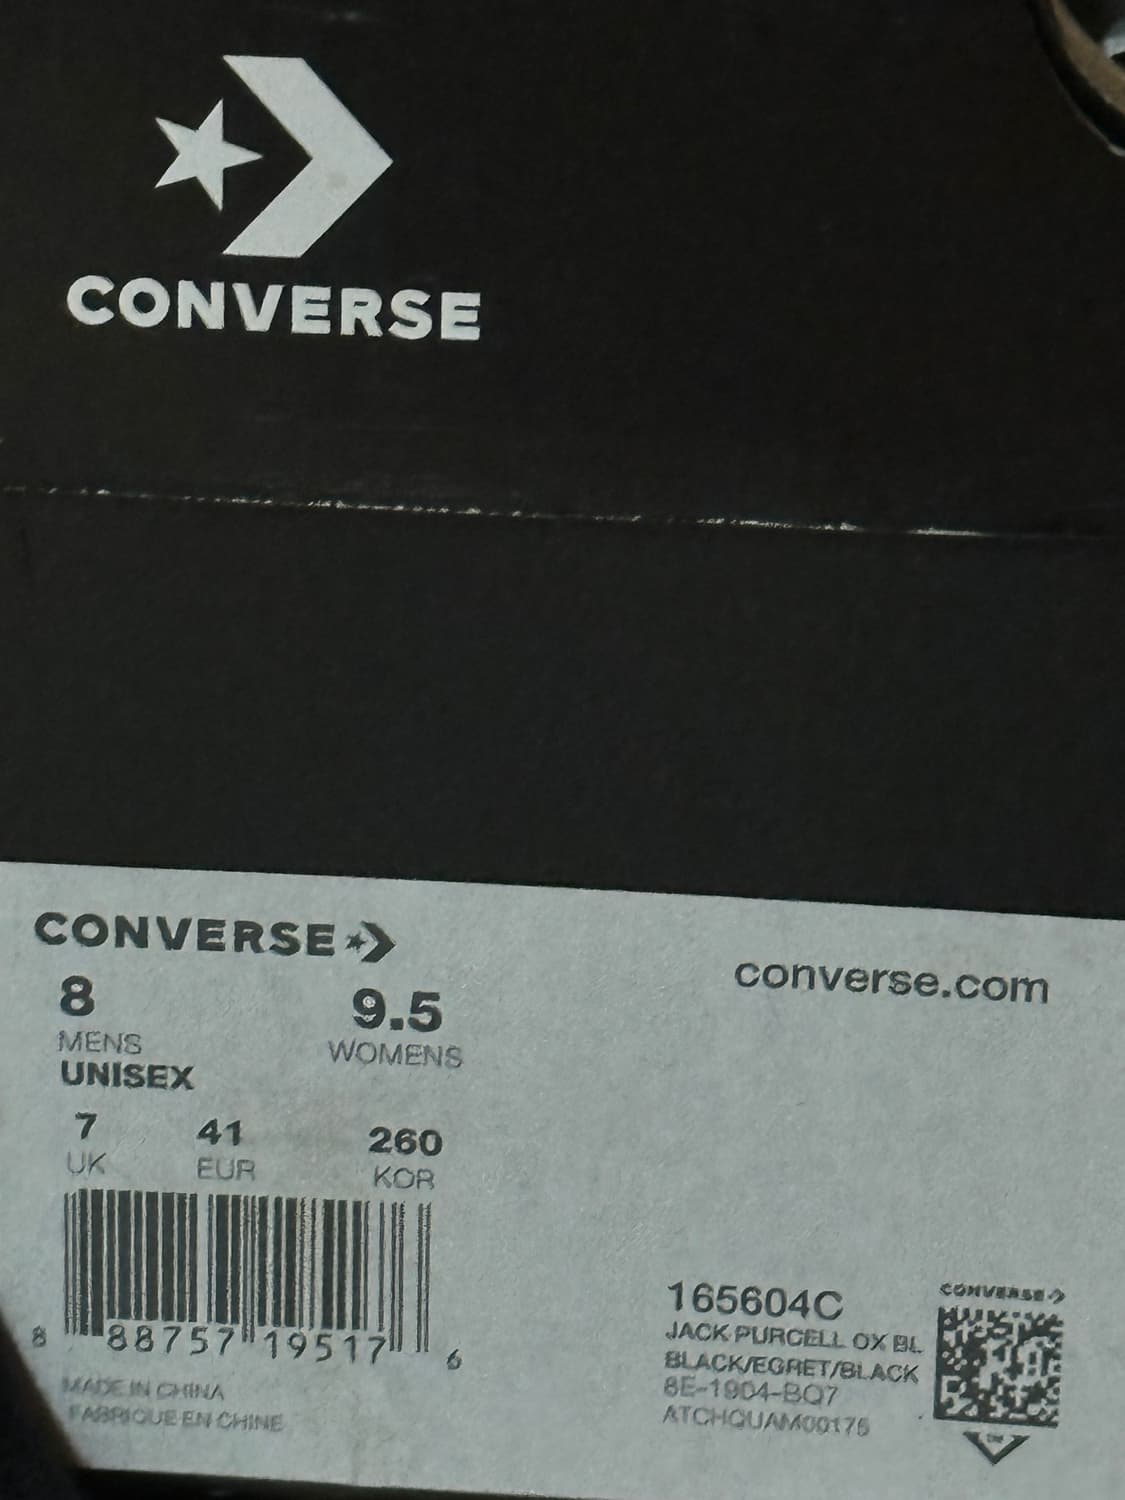 CONVERSE
CONVERSE
converse.com
8 9.5
MENS WOMENS
UNISEX
7 41 260
UK EUR KOR
8 88757 19517 6
MADE IN CHINA
FABRIQUE EN CHINE
165604C
JACK PURCELL OX BL
BLACK/EGRET/BLACK
8E-1904-BQ7
ATCHQUAM00175
CONVERSE